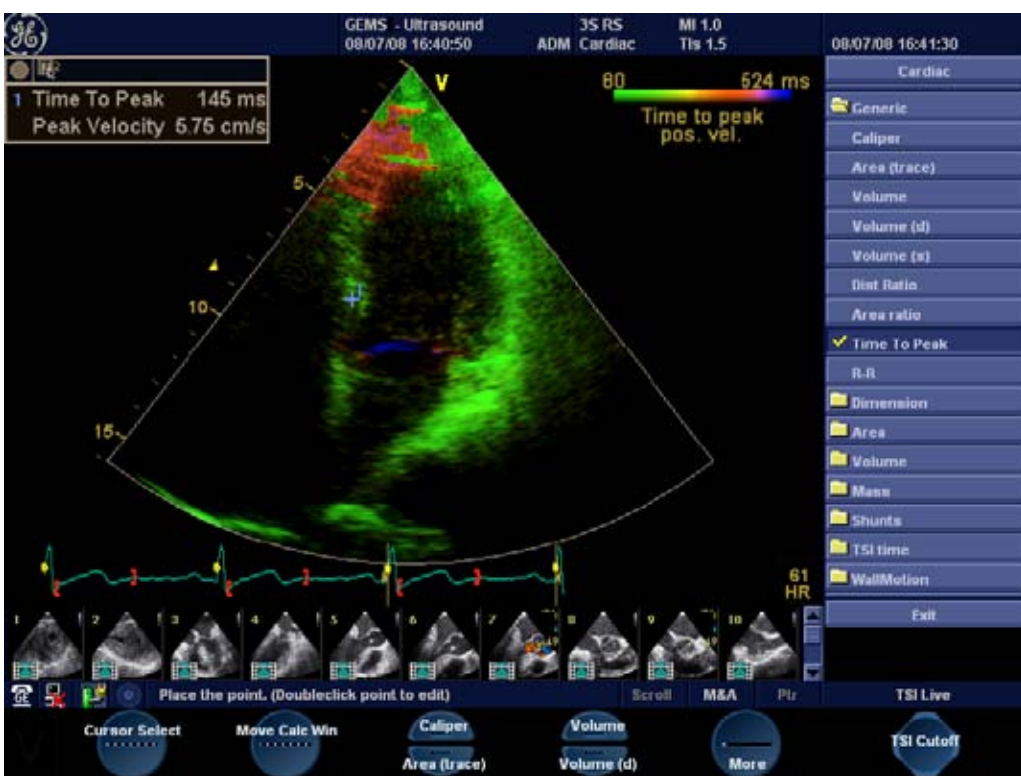 GEMS - Ultrasound
08/07/08 16:40:50
ADM
3S RS
Cardiac
MI 1.0
TIs 1.5
08/07/08 16:41:30
1 Time To Peak 145 ms
Peak Velocity 5.75 cm/s
V
80 524 ms
Time to peak
pos. vel.
5
10
15
1
61
HR
1 2 3 4 5 6 7 8 9 10
Cardiac
Generic
Caliper
Area (trace)
Volume
Volume (d)
Volume (s)
Dist Ratio
Area ratio
Time To Peak
R-R
Dimension
Area
Volume
Mass
Shunts
TSI time
WallMotion
Exit
Place the point. (Doubleclick point to edit)
Scroll
M&A
Ptr
TSI Live
Cursor Select
Move Calc Win
Caliper
Area (trace)
Volume
Volume (d)
More
TSI Cutoff